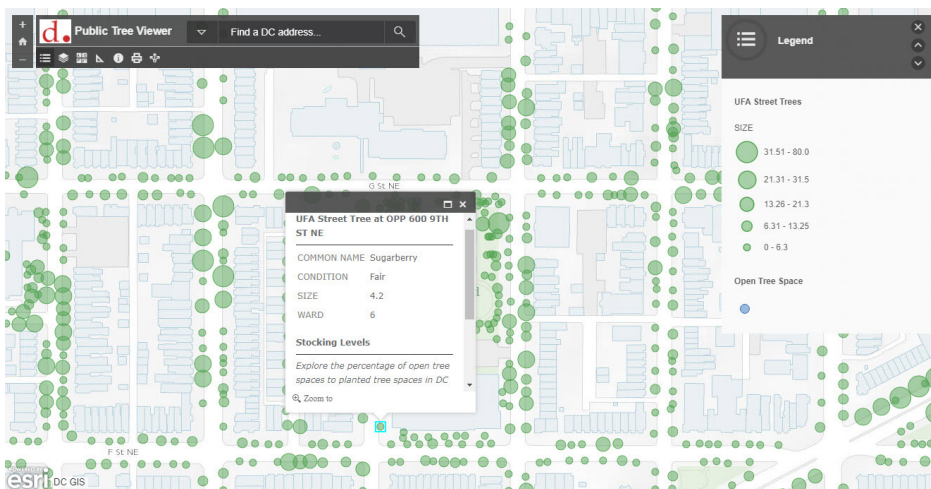 +
d. Public Tree Viewer
Find a DC address...
–
G St NE
UFA Street Tree at OPP 600 9TH
ST NE
COMMON NAME Sugarberry
CONDITION Fair
SIZE 4.2
WARD 6
Stocking Levels
Explore the percentage of open tree
spaces to planted tree spaces in DC
Zoom to
F St NE
esri DC GIS
Legend
UFA Street Trees
SIZE
31.51 - 80.0
21.31 - 31.5
13.26 - 21.3
6.31 - 13.25
0 - 6.3
Open Tree Space